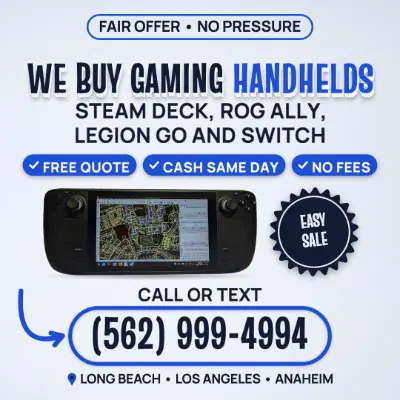 FAIR OFFER • NO PRESSURE
WE BUY GAMING HANDHELDS
STEAM DECK, ROG ALLY,
LEGION GO AND SWITCH
✓ FREE QUOTE ✓ CASH SAME DAY ✓ NO FEES
EASY
SALE
CALL OR TEXT
(562) 999-4994
LONG BEACH • LOS ANGELES • ANAHEIM